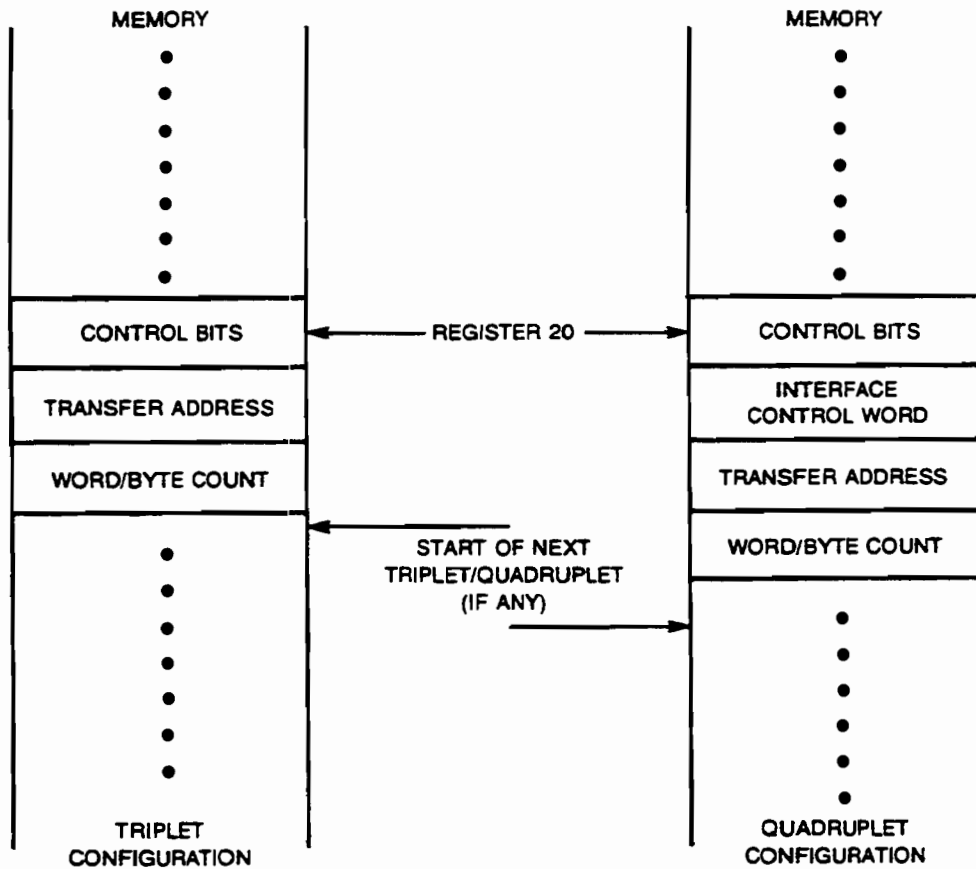 MEMORY
MEMORY
CONTROL BITS
REGISTER 20
CONTROL BITS
TRANSFER ADDRESS
INTERFACE
CONTROL WORD
WORD/BYTE COUNT
TRANSFER ADDRESS
START OF NEXT
TRIPLET/QUADRUPLET
(IF ANY)
WORD/BYTE COUNT
TRIPLET
CONFIGURATION
QUADRUPLET
CONFIGURATION